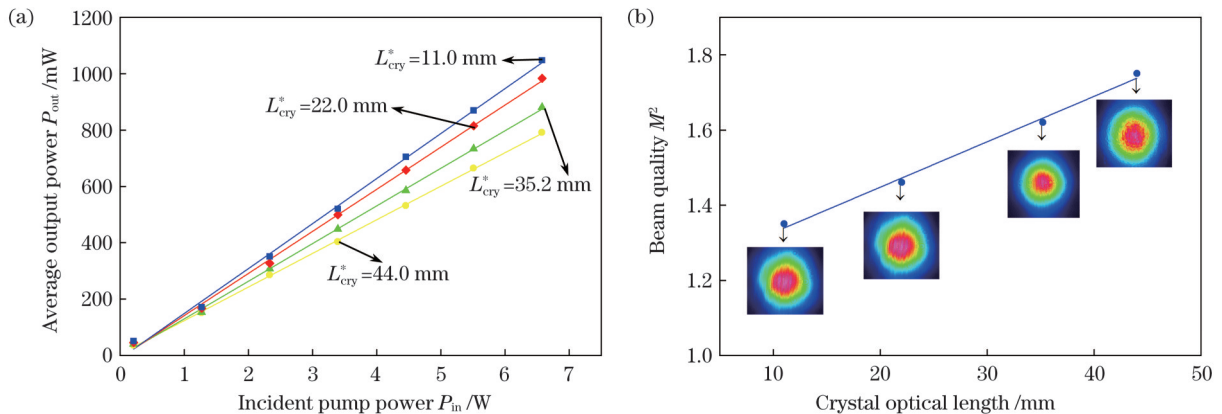 (a)
1200
1000
800
600
400
200
0
Average output power P_out /mW
L*_cry=11.0 mm
L*_cry=22.0 mm
L*_cry=35.2 mm
L*_cry=44.0 mm
0 1 2 3 4 5 6 7
Incident pump power P_in /W
(b)
1.8
1.6
1.4
1.2
1.0
Beam quality M²
10 20 30 40 50
Crystal optical length /mm